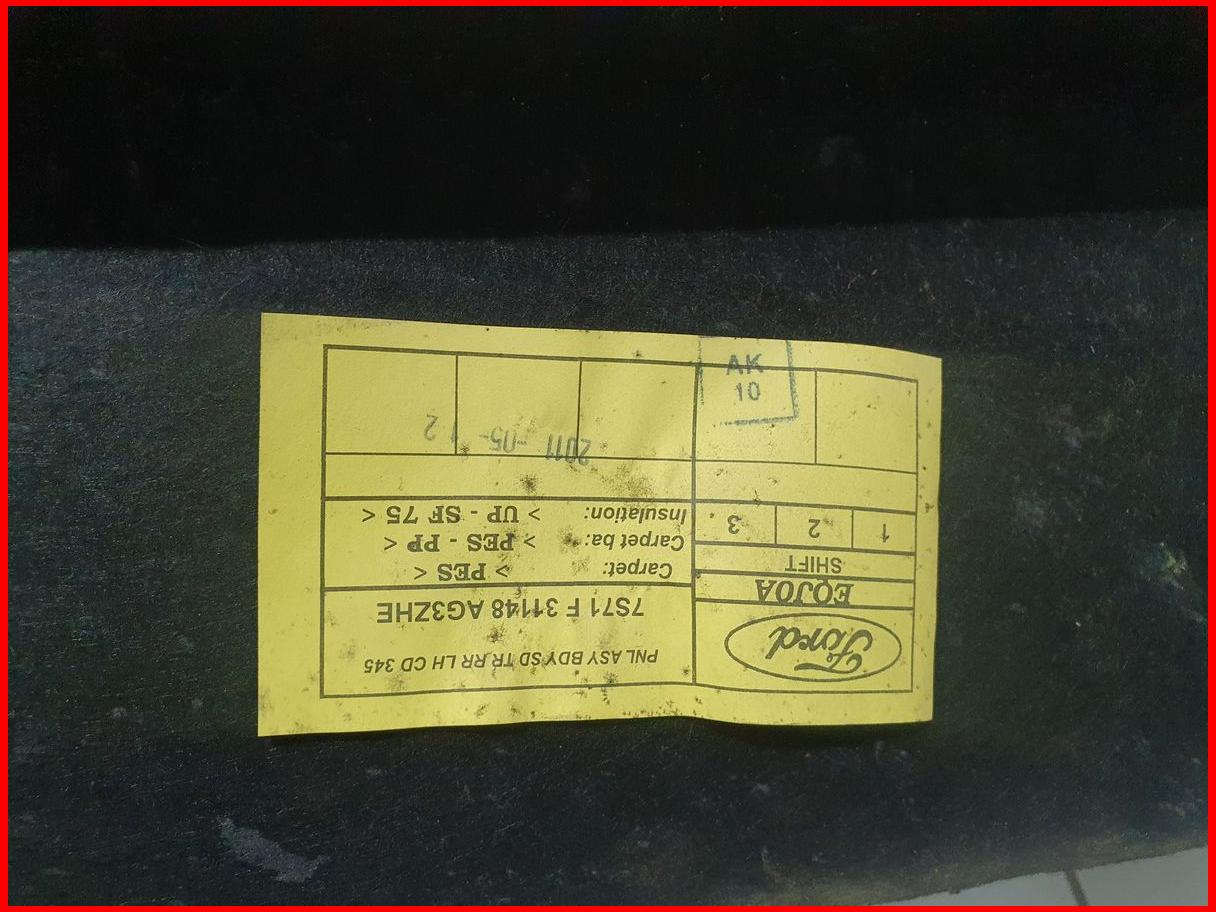 Ford
PNL ASY BDY SD TR RR LH CD 345
7S71 F 31148 AG3ZHE
EQJ0A
SHIFT
1 2 3
Carpet: > PES <
Carpet ba: > PES - PP <
Insulation: > UP - SF 75 <
2011 -05- 12
AK
10